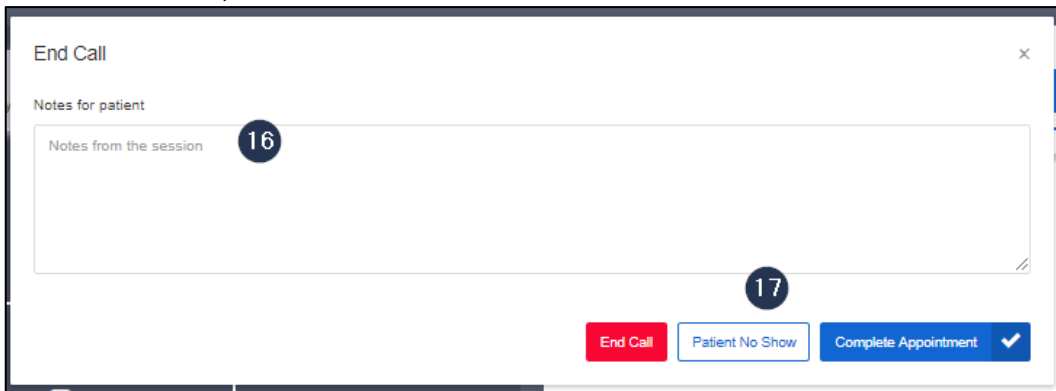 End Call ×
Notes for patient
Notes from the session 16
17
End Call Patient No Show Complete Appointment